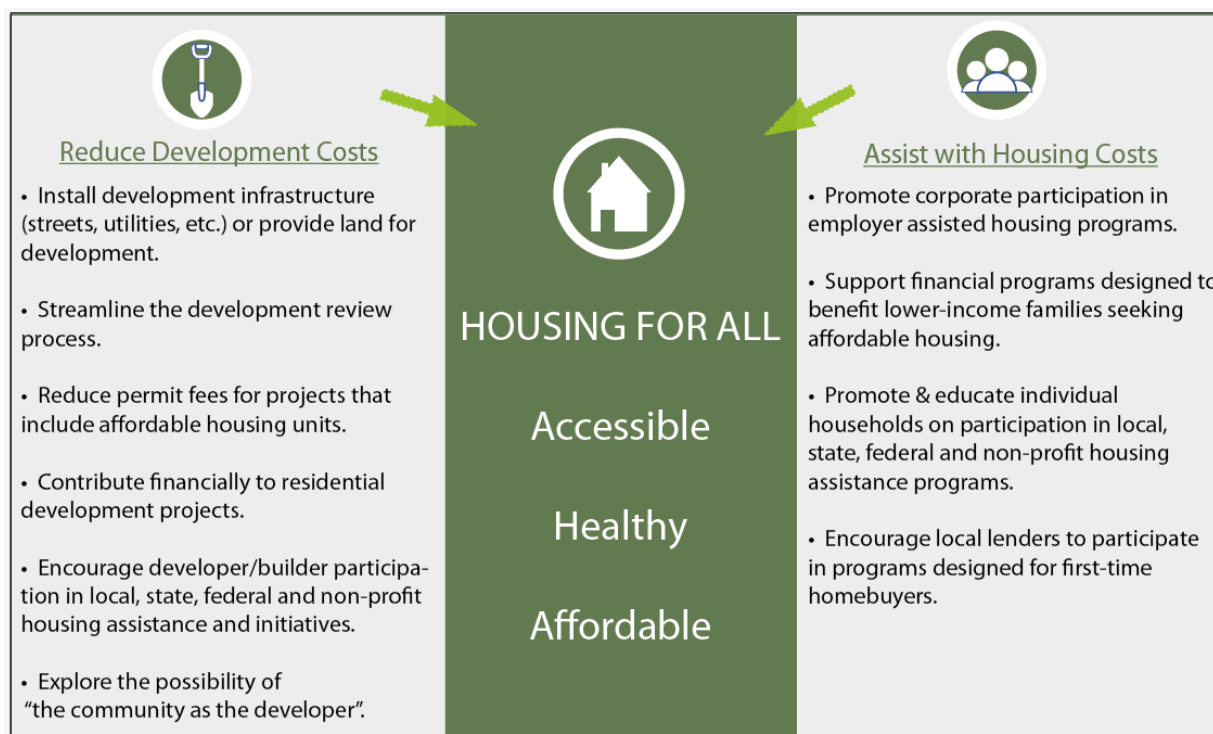 Reduce Development Costs
• Install development infrastructure
(streets, utilities, etc.) or provide land for
development.
• Streamline the development review
process.
• Reduce permit fees for projects that
include affordable housing units.
• Contribute financially to residential
development projects.
• Encourage developer/builder participa-
tion in local, state, federal and non-profit
housing assistance and initiatives.
• Explore the possibility of
“the community as the developer”.
HOUSING FOR ALL
Accessible
Healthy
Affordable
Assist with Housing Costs
• Promote corporate participation in
employer assisted housing programs.
• Support financial programs designed to
benefit lower-income families seeking
affordable housing.
• Promote & educate individual
households on participation in local,
state, federal and non-profit housing
assistance programs.
• Encourage local lenders to participate
in programs designed for first-time
homebuyers.